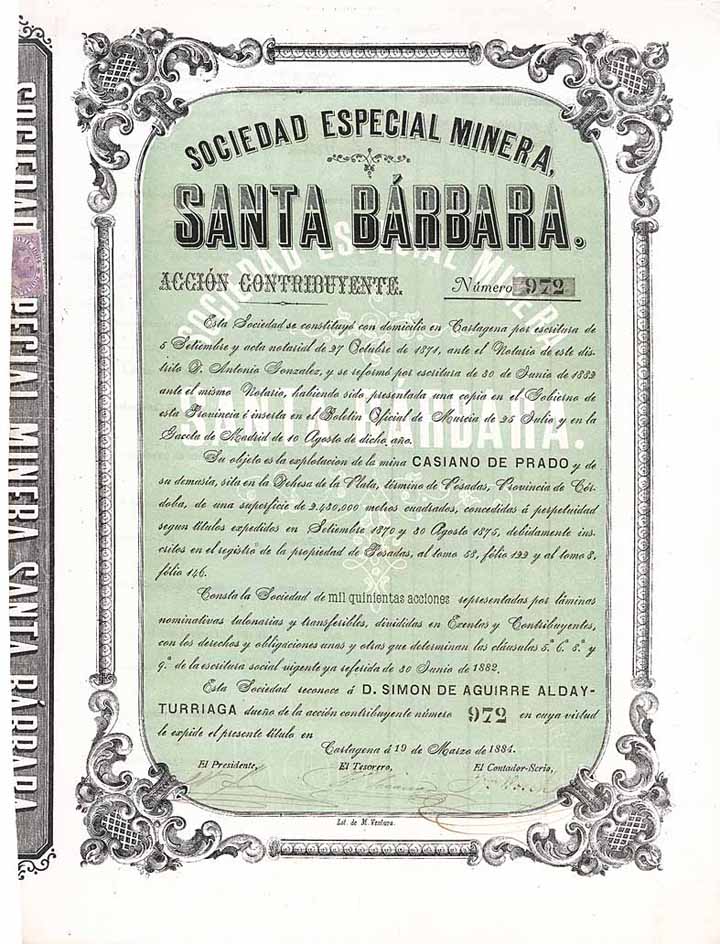 SOCIEDAD ESPECIAL MINERA,
SANTA BÁRBARA.
ACCIÓN CONTRIBUYENTE.
Número 972
Esta Sociedad se constituyó con domicilio en Cartagena por escritura de
5 Setiembre y acta notarial de 27 Octubre de 1871, ante el Notario de este dis-
trito D. Antonio Gonzalez, y se reformó por escritura de 30 de Junio de 1882
ante el mismo Notario, habiendo sido presentada una copia en el Gobierno de
esta Provincia é inserta en el Boletin Oficial de Murcia de 25 Julio y en la
Gaceta de Madrid de 10 Agosto de dicho año.
Su objeto es la explotacion de la mina CASIANO DE PRADO y de
su demasía, sita en la Dehesa de la Plata, término de Posadas, Provincia de Cór-
doba, de una superficie de 2.430,000 metros cuadrados, concedidas á perpetuidad
segun títulos expedidos en Setiembre 1870 y 30 Agosto 1875, debidamente ins-
critos en el registro de la propiedad de Posadas, al tomo 53, fólio 122 y al tomo 8,
fólio 146.
Consta la Sociedad de mil quinientas acciones representadas por láminas
nominativas talonarias y transferibles, divididas en Exentas y Contribuyentes,
con los derechos y obligaciones unas y otras que determinan las cláusulas 5.ª 6.ª 8.ª y
9.ª de la escritura social vigente ya referida de 30 Junio de 1882.
Esta Sociedad reconoce á D. SIMON DE AGUIRRE ALDAY-
TURRIAGA dueño de la acción contribuyente número 972 en cuya virtud
le expide el presente título en
Cartagena á 19 de Marzo de 1884.
El Presidente,
El Tesorero,
El Contador-Scrio,
Lit. de M. Ventura.
SOCIEDAD ESPECIAL MINERA
SANTA BÁRBARA.
SOCIEDAD PECIAL MINERA SANTA BÁRBARA